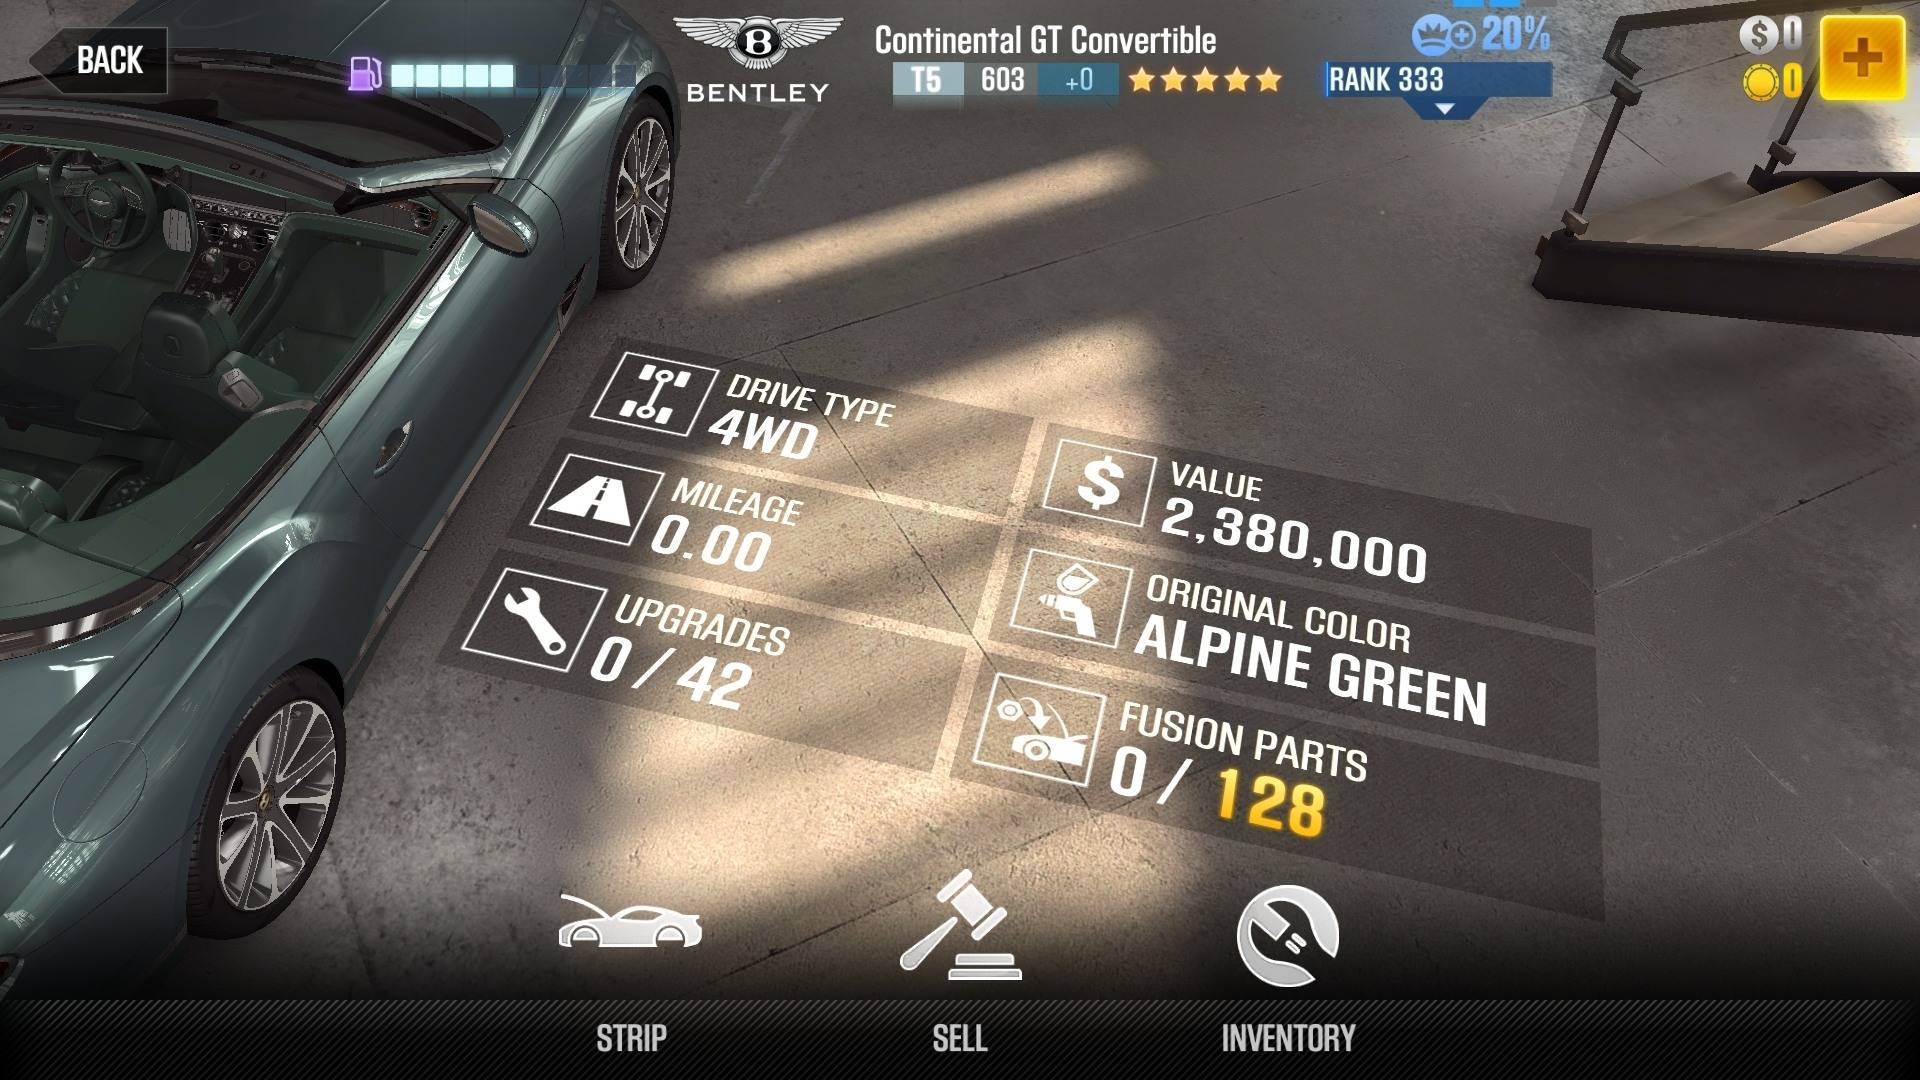 BACK
BENTLEY
Continental GT Convertible
T5 603 +0
20%
RANK 333
$ 0
0
DRIVE TYPE
4WD
MILEAGE
0.00
UPGRADES
0 / 42
$ VALUE
2,380,000
ORIGINAL COLOR
ALPINE GREEN
FUSION PARTS
0 / 128
STRIP
SELL
INVENTORY